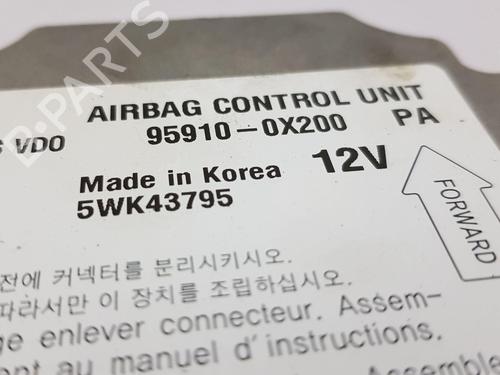 AIRBAG CONTROL UNIT
VDO 95910-0X200 PA
Made in Korea 12V
5WK43795
FORWARD
전에 커넥터를 분리시키시오.
따라서만 이 장치를 조립하십시오.
enlever connecteur. Assem-
au manuel d'instructions.
Assemble
B-PARTS